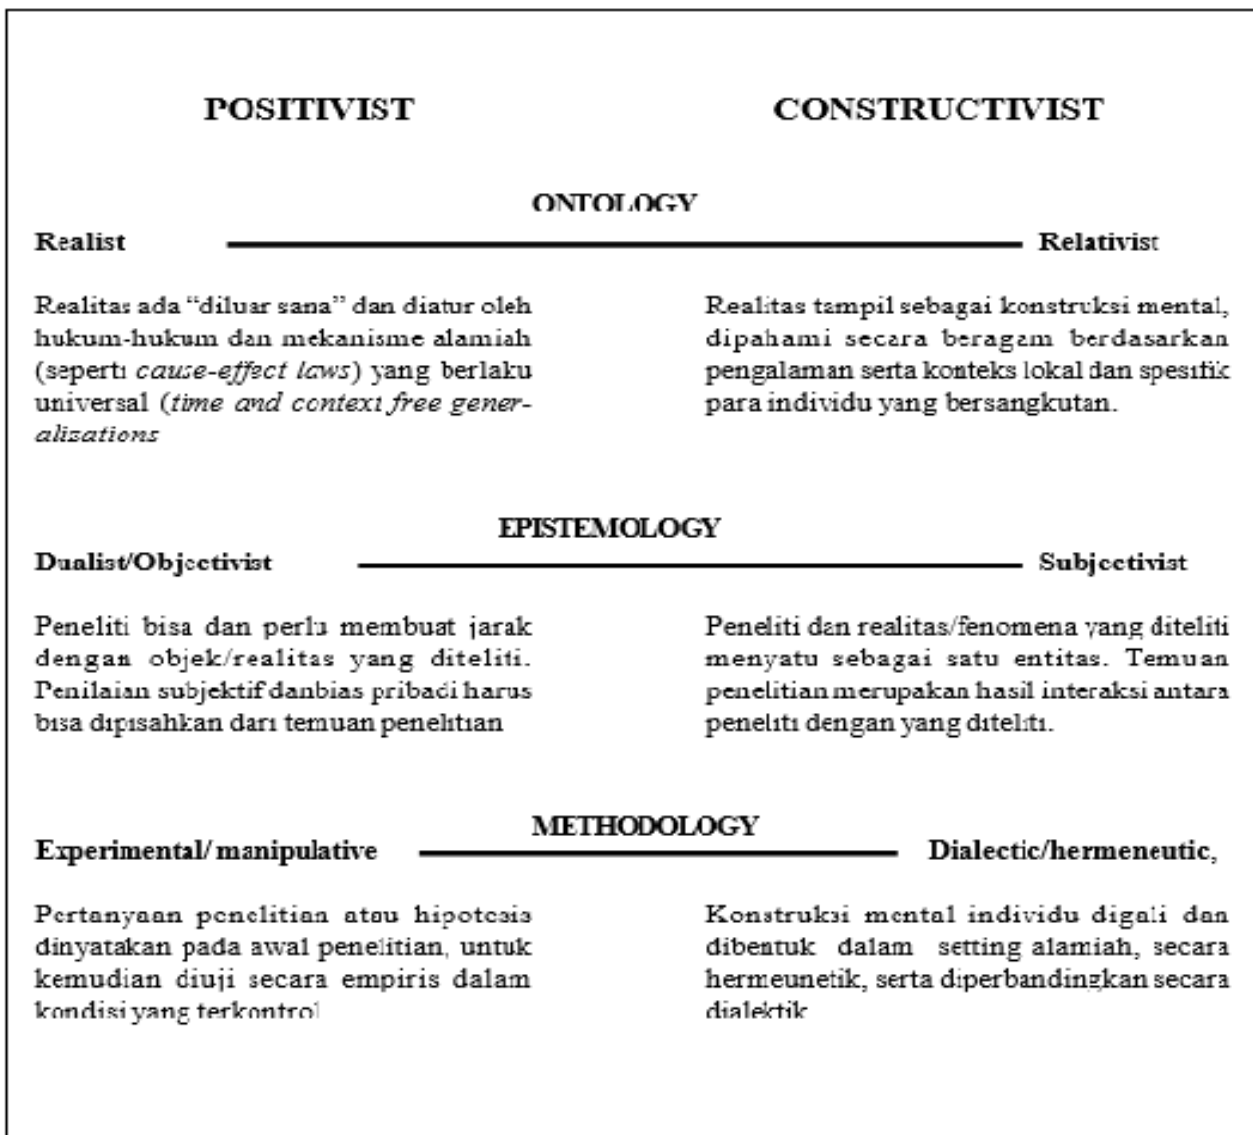 POSITIVIST
CONSTRUCTIVIST
ONTOLOGY
Realist
Relativist
Realitas ada “diluar sana” dan diatur oleh
hukum-hukum dan mekanisme alamiah
(seperti cause-effect laws) yang berlaku
universal (time and context free gener-
alizations
Realitas tampil sebagai konstruksi mental,
dipahami secara beragam berdasarkan
pengalaman serta konteks lokal dan spesifik
para individu yang bersangkutan.
EPISTEMOLOGY
Dualist/Objectivist
Subjectivist
Peneliti bisa dan perlu membuat jarak
dengan objek/realitas yang diteliti.
Penilaian subjektif danbias pribadi harus
bisa dipisahkan dari temuan penelitian
Peneliti dan realitas/fenomena yang diteliti
menyatu sebagai satu entitas. Temuan
penelitian merupakan hasil interaksi antara
peneliti dengan yang diteliti.
METHODOLOGY
Experimental/ manipulative
Dialectic/hermeneutic,
Pertanyaan penelitian atau hipotesis
dinyatakan pada awal penelitian, untuk
kemudian diuji secara empiris dalam
kondisi yang terkontrol
Konstruksi mental individu digali dan
dibentuk dalam setting alamiah, secara
hermeunetik, serta diperbandingkan secara
dialektik